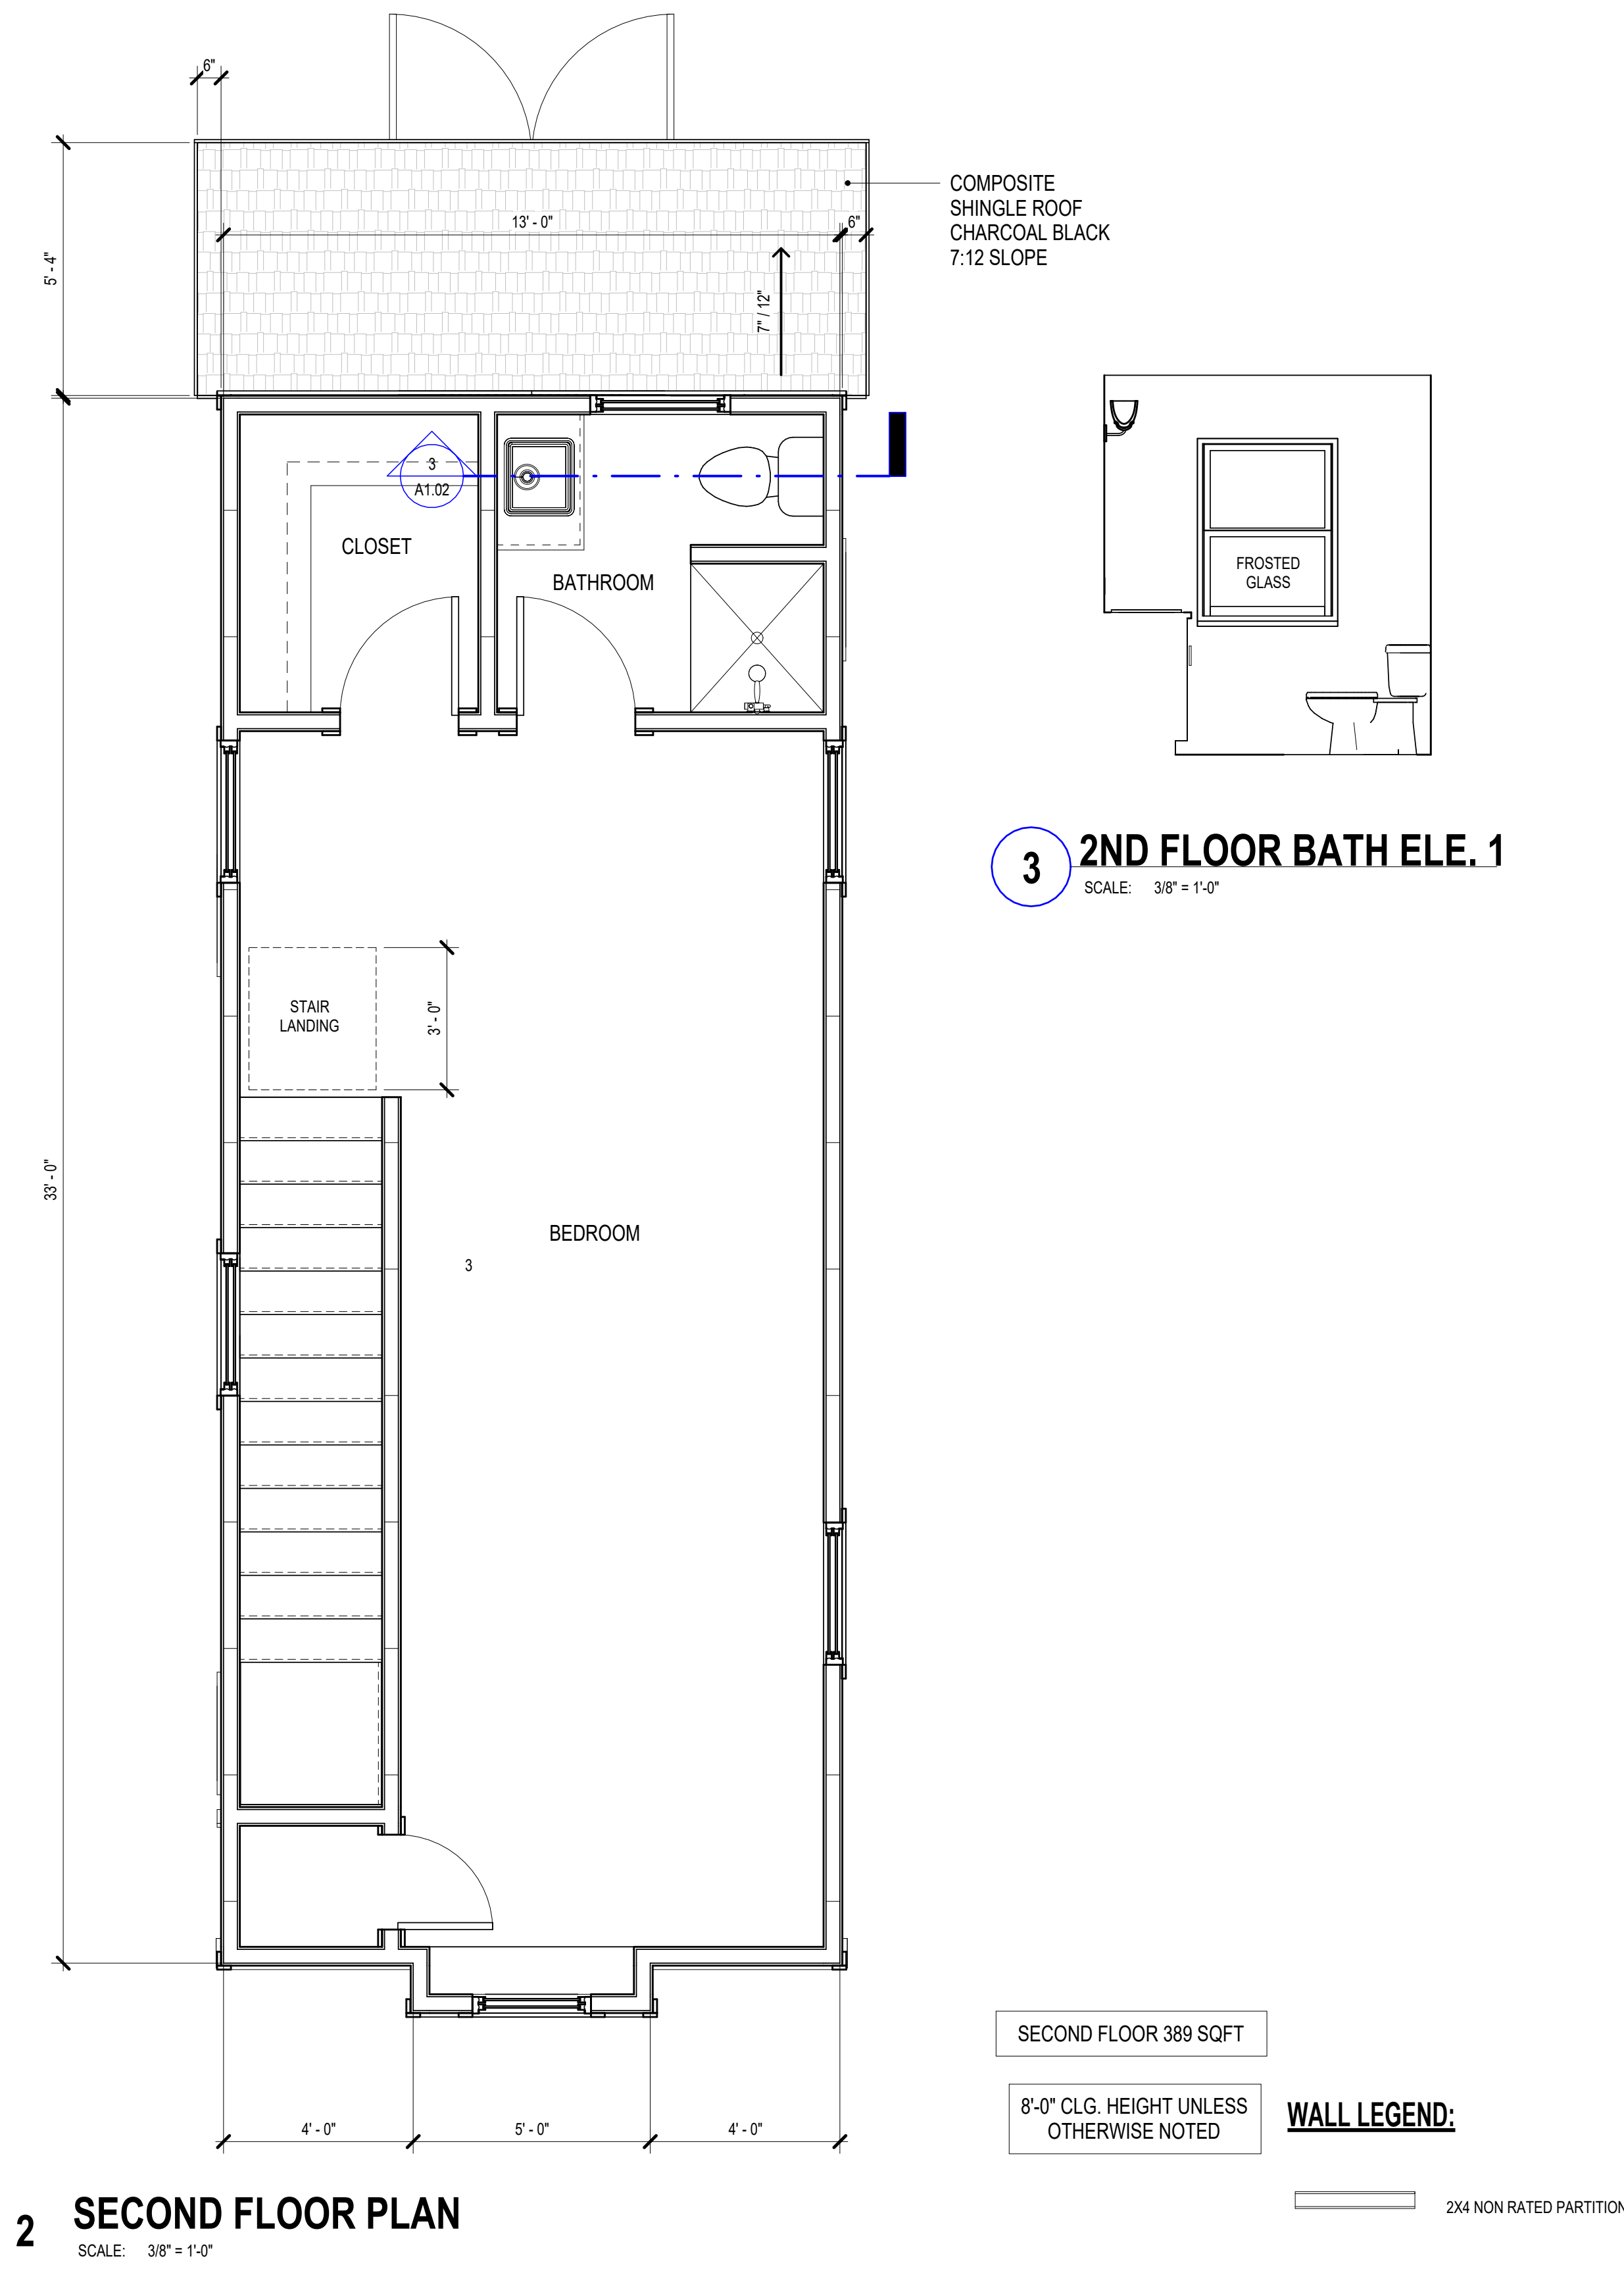 6"
5' - 4"
13' - 0"
6"
7" / 12"
COMPOSITE
SHINGLE ROOF
CHARCOAL BLACK
7:12 SLOPE
3
A1.02
CLOSET
BATHROOM
FROSTED
GLASS
3
2ND FLOOR BATH ELE. 1
SCALE: 3/8" = 1'-0"
STAIR
LANDING
3' - 0"
33' - 0"
BEDROOM
3
SECOND FLOOR 389 SQFT
8'-0" CLG. HEIGHT UNLESS
OTHERWISE NOTED
WALL LEGEND:
2X4 NON RATED PARTITION
4' - 0"
5' - 0"
4' - 0"
2
SECOND FLOOR PLAN
SCALE: 3/8" = 1'-0"